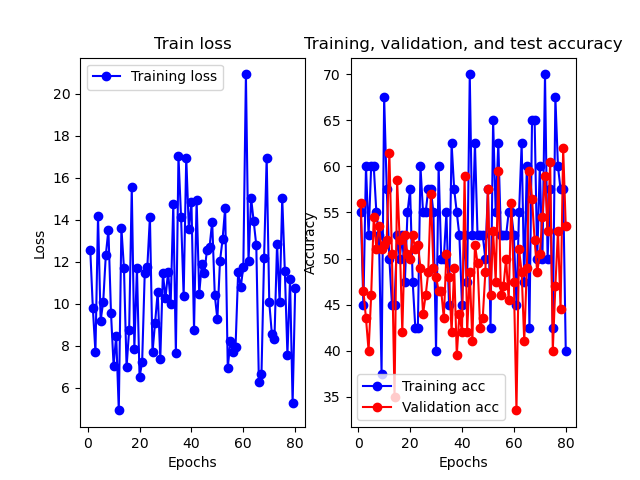 Train loss
Training loss
Loss
20
18
16
14
12
10
8
6
0
20
40
60
80
Epochs
Training, validation, and test accuracy
Accuracy
70
65
60
55
50
45
40
35
Training acc
Validation acc
0
20
40
60
80
Epochs